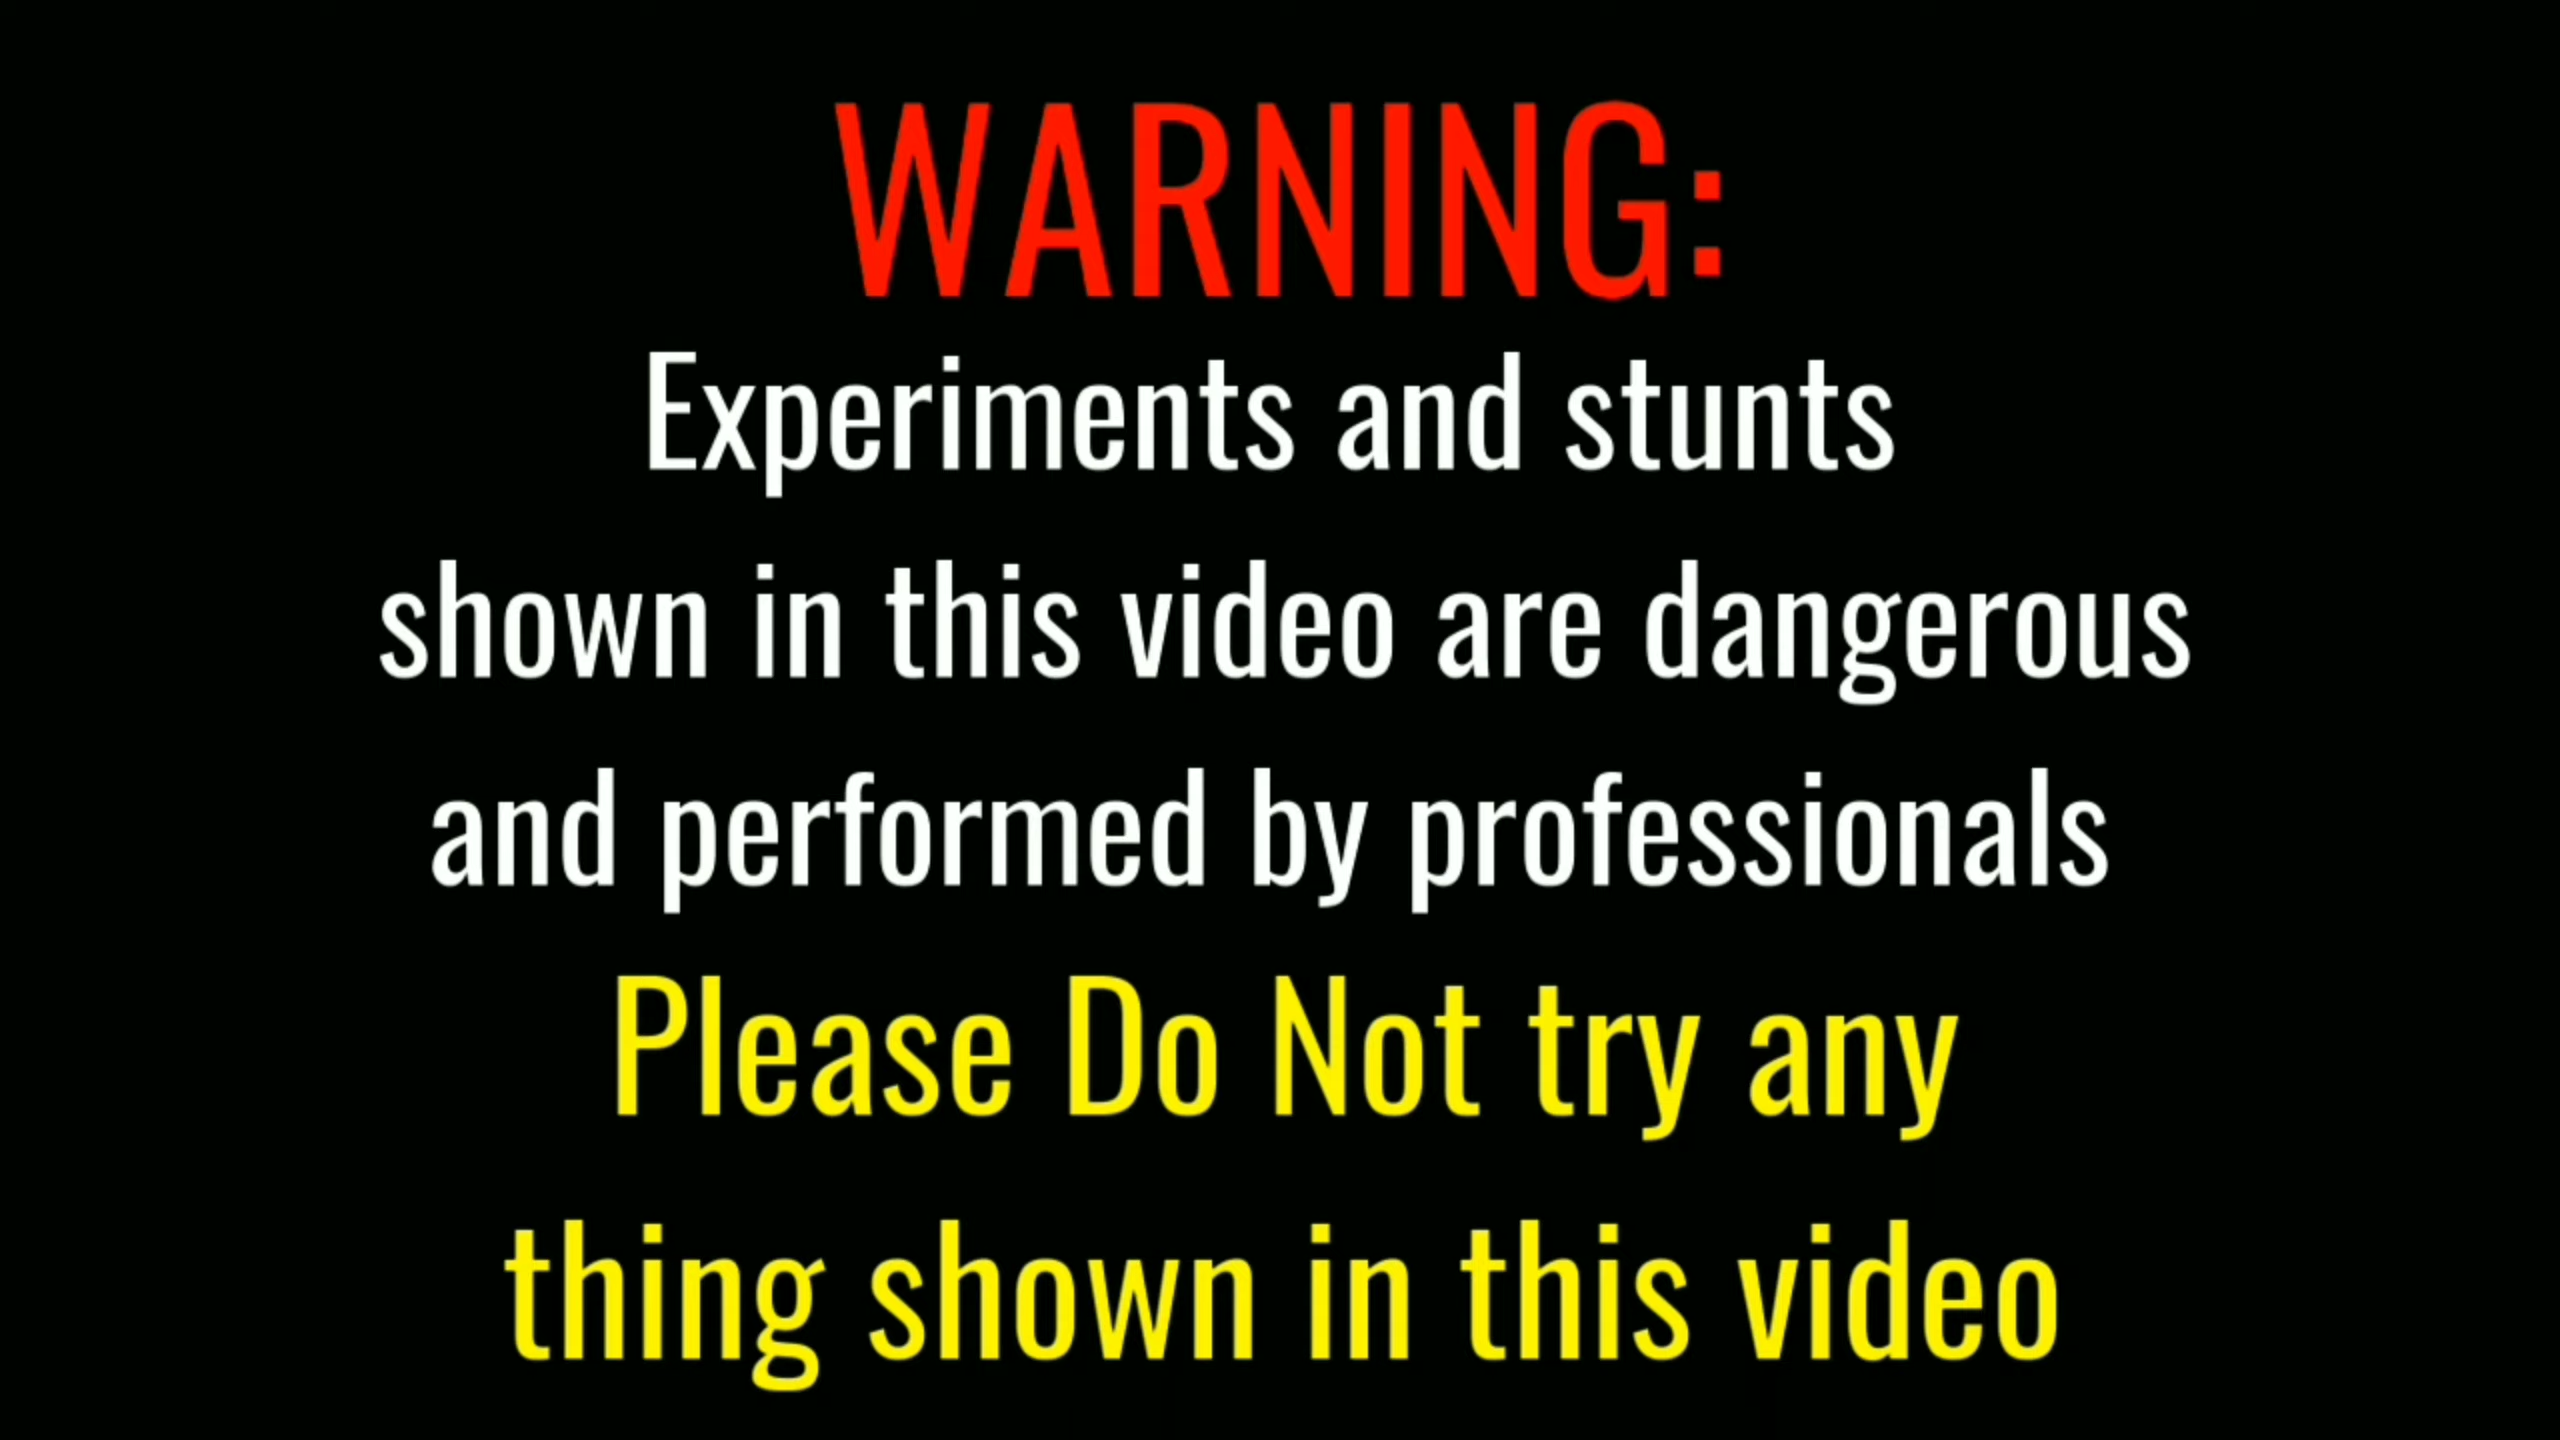 WARNING:
Experiments and stunts
shown in this video are dangerous
and performed by professionals
Please Do Not try any
thing shown in this video